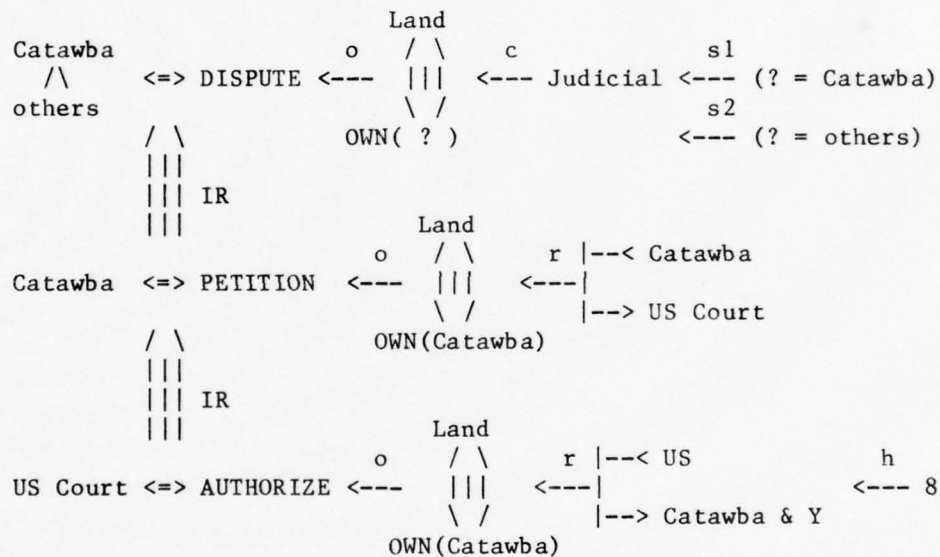 Land
Catawba                    o      / \        c               s1
   /\      <=> DISPUTE <---      |||     <--- Judicial <--- (? = Catawba)
others                            \ /                        s2
           / \                 OWN( ? )                     <--- (? = others)
           |||
           ||| IR
           |||                    Land
                           o      / \        r |--< Catawba
Catawba    <=> PETITION <---      |||     <---|
                                  \ /          |--> US Court
           / \                 OWN(Catawba)
           |||
           ||| IR
           |||                    Land
                           o      / \        r |--< US                h
US Court <=> AUTHORIZE <---       |||     <---|                      <--- 8
                                  \ /          |--> Catawba & Y
                               OWN(Catawba)